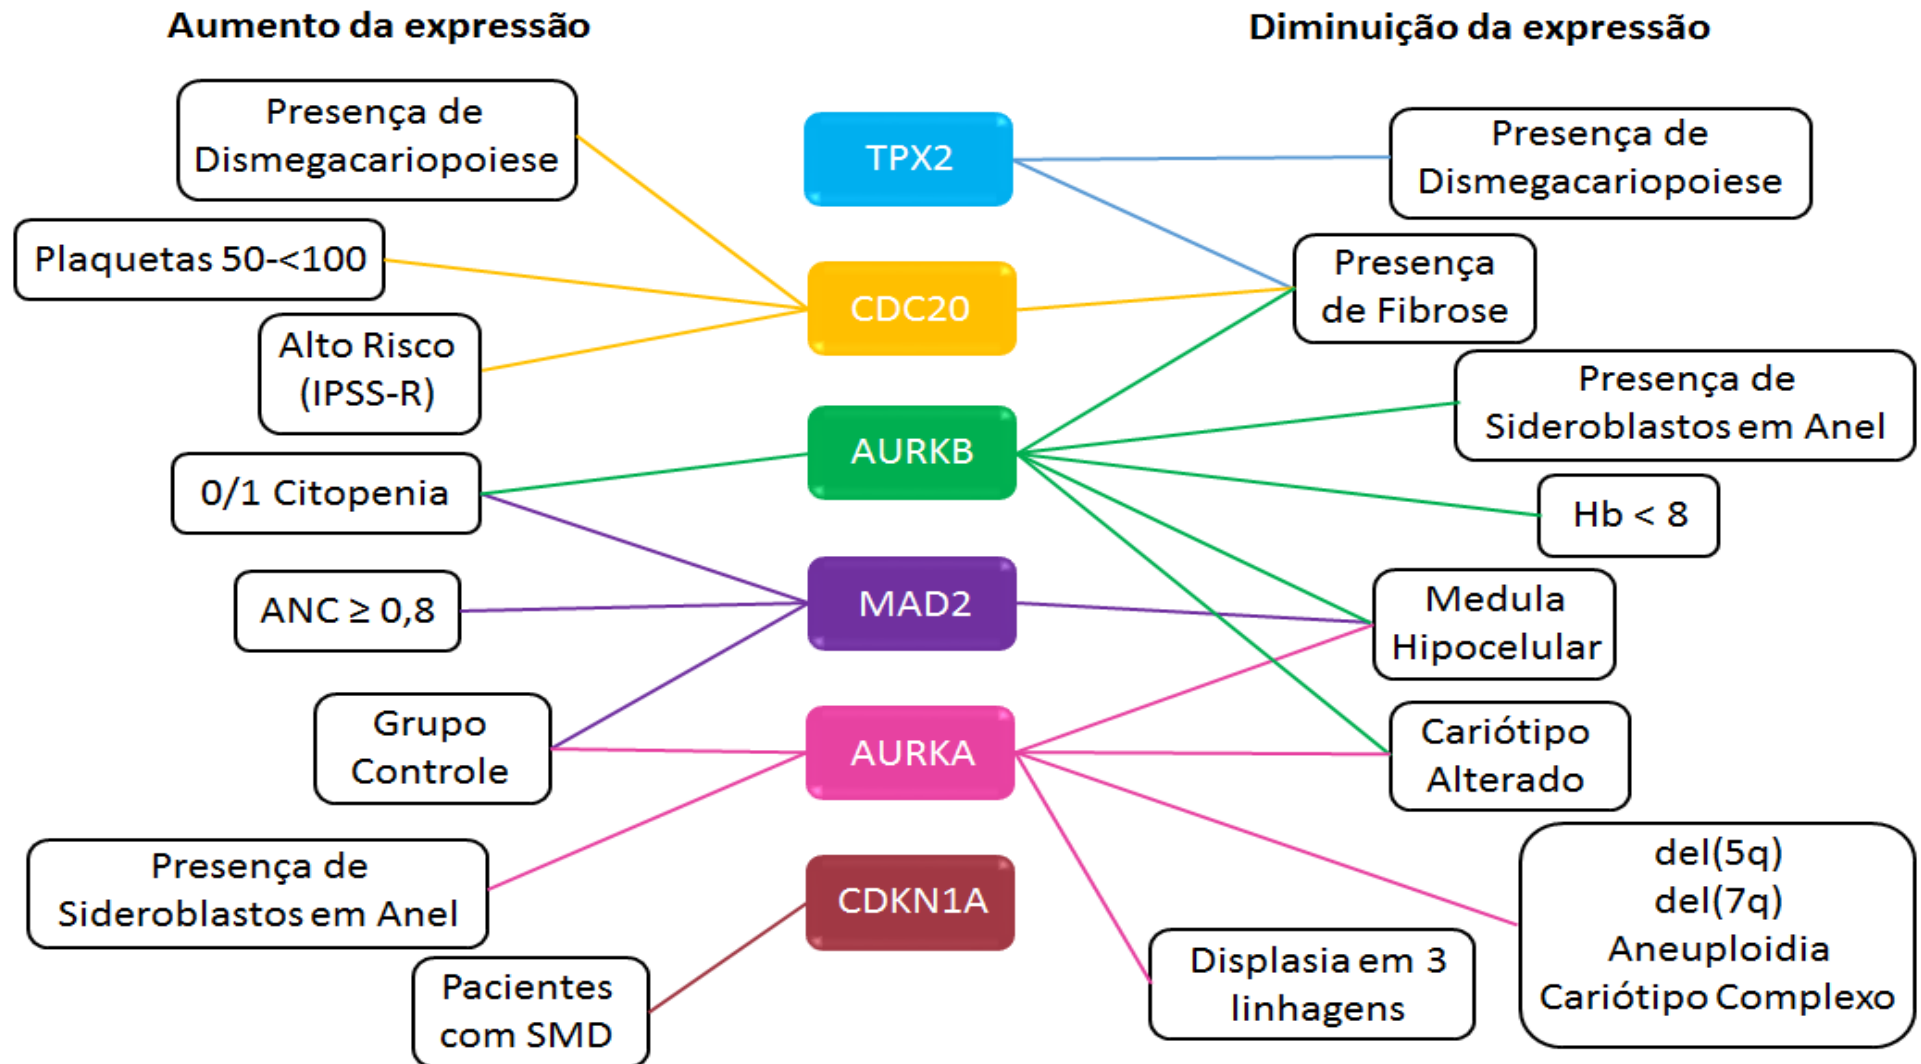 Aumento da expressão
Diminuição da expressão
Presença de
Dismegacariopoiese
Plaquetas 50-<100
Alto Risco
(IPSS-R)
0/1 Citopenia
ANC ≥ 0,8
Grupo
Controle
Presença de
Sideroblastos em Anel
Pacientes
com SMD
TPX2
CDC20
AURKB
MAD2
AURKA
CDKN1A
Presença de
Dismegacariopoiese
Presença
de Fibrose
Presença de
Sideroblastos em Anel
Hb < 8
Medula
Hipocelular
Cariótipo
Alterado
del(5q)
del(7q)
Aneuploidia
Cariótipo Complexo
Displasia em 3
linhagens